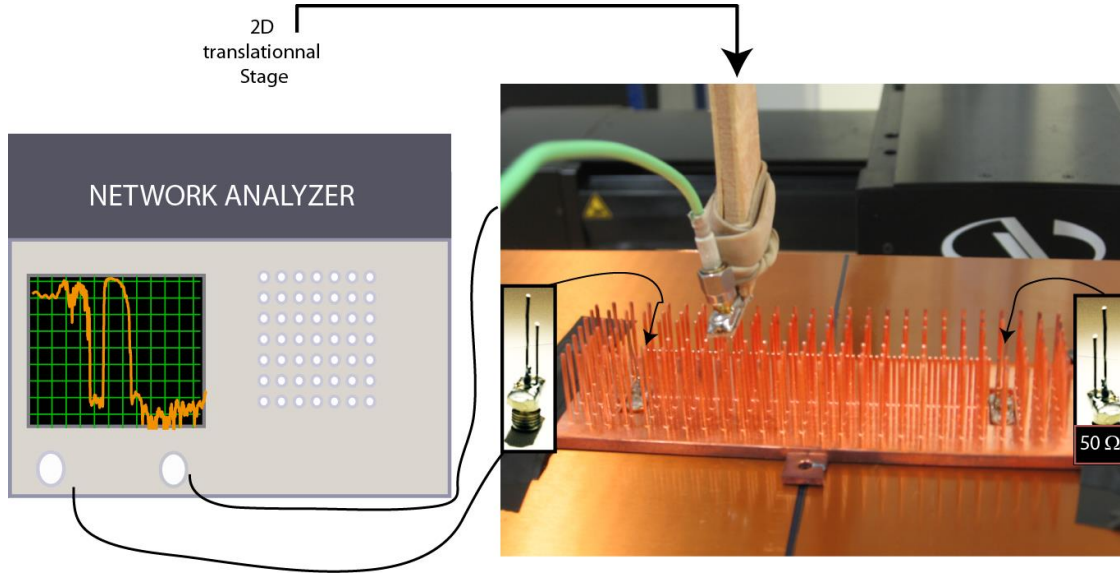 2D
translationnal
Stage
NETWORK ANALYZER
50 Ω